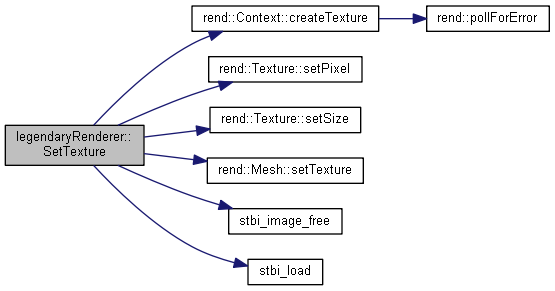 legendaryRenderer::
SetTexture
rend::Context::createTexture
rend::pollForError
rend::Texture::setPixel
rend::Texture::setSize
rend::Mesh::setTexture
stbi_image_free
stbi_load